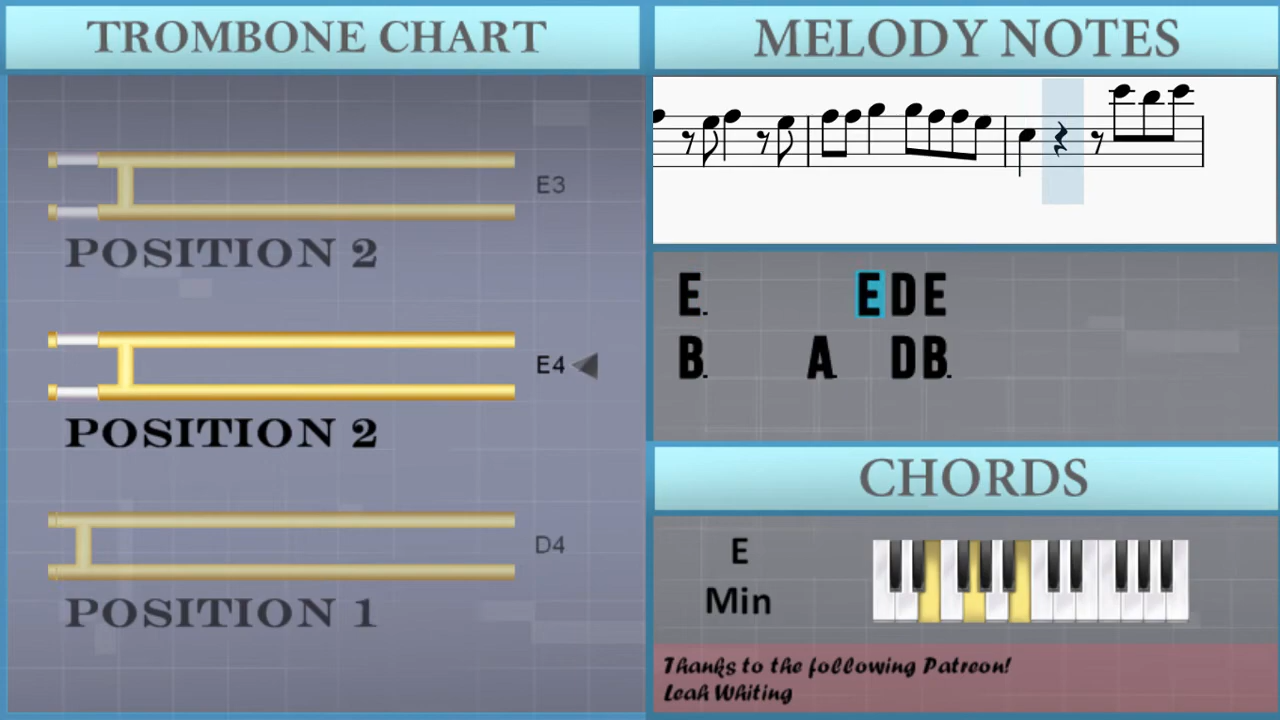 TROMBONE CHART
E3
POSITION 2
E4
POSITION 2
D4
POSITION 1
MELODY NOTES
E. E D E
B. A. D B.
CHORDS
E
Min
Thanks to the following Patreon!
Leah Whiting